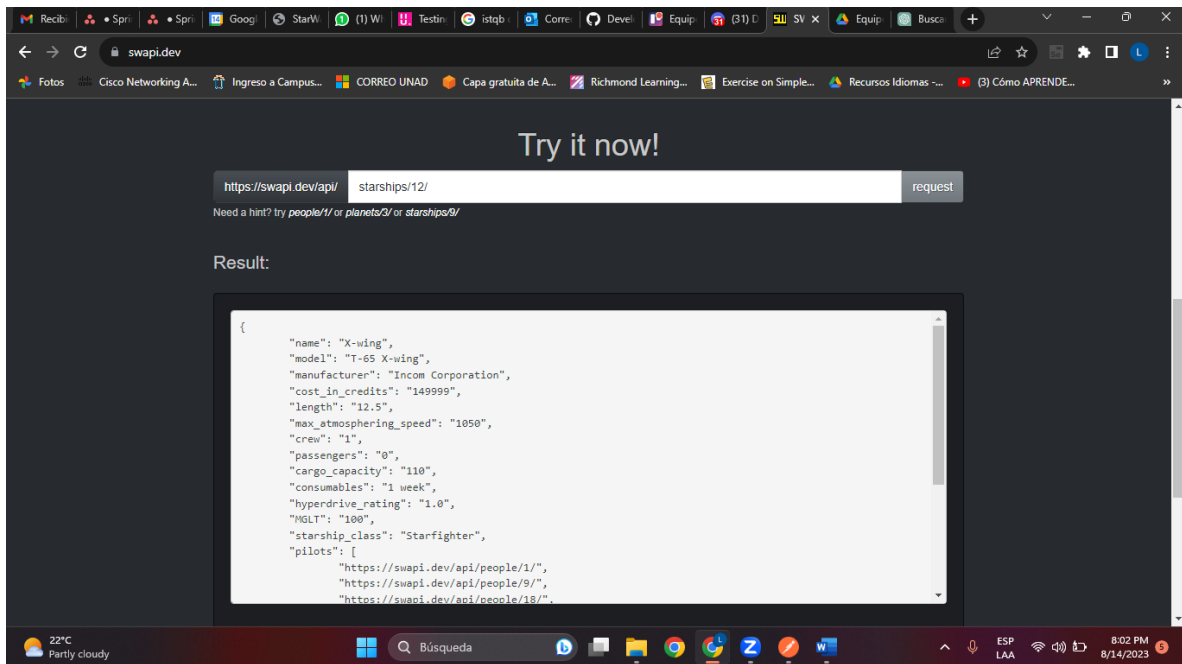 Recibi
Spri
Spri
Googl
StarW
(1) W
Testin
istqb
Corre
Devel
Equip
(31) D
SV
Equip
Busca
swapi.dev
Fotos
Cisco Networking A...
Ingreso a Campus...
CORREO UNAD
Capa gratuita de A...
Richmond Learning...
Exercise on Simple...
Recursos Idiomas -...
(3) Cómo APRENDE...
»
Try it now!
https://swapi.dev/api/ starships/12/ request
Need a hint? try people/1/ or planets/3/ or starships/9/
Result:
{
"name": "X-wing",
"model": "T-65 X-wing",
"manufacturer": "Incom Corporation",
"cost_in_credits": "149999",
"length": "12.5",
"max_atmosphering_speed": "1050",
"crew": "1",
"passengers": "0",
"cargo_capacity": "110",
"consumables": "1 week",
"hyperdrive_rating": "1.0",
"MGLT": "100",
"starship_class": "Starfighter",
"pilots": [
"https://swapi.dev/api/people/1/",
"https://swapi.dev/api/people/9/",
"https://swapi.dev/api/people/18/",
22°C
Partly cloudy
Búsqueda
ESP
LAA
8:02 PM
8/14/2023
5